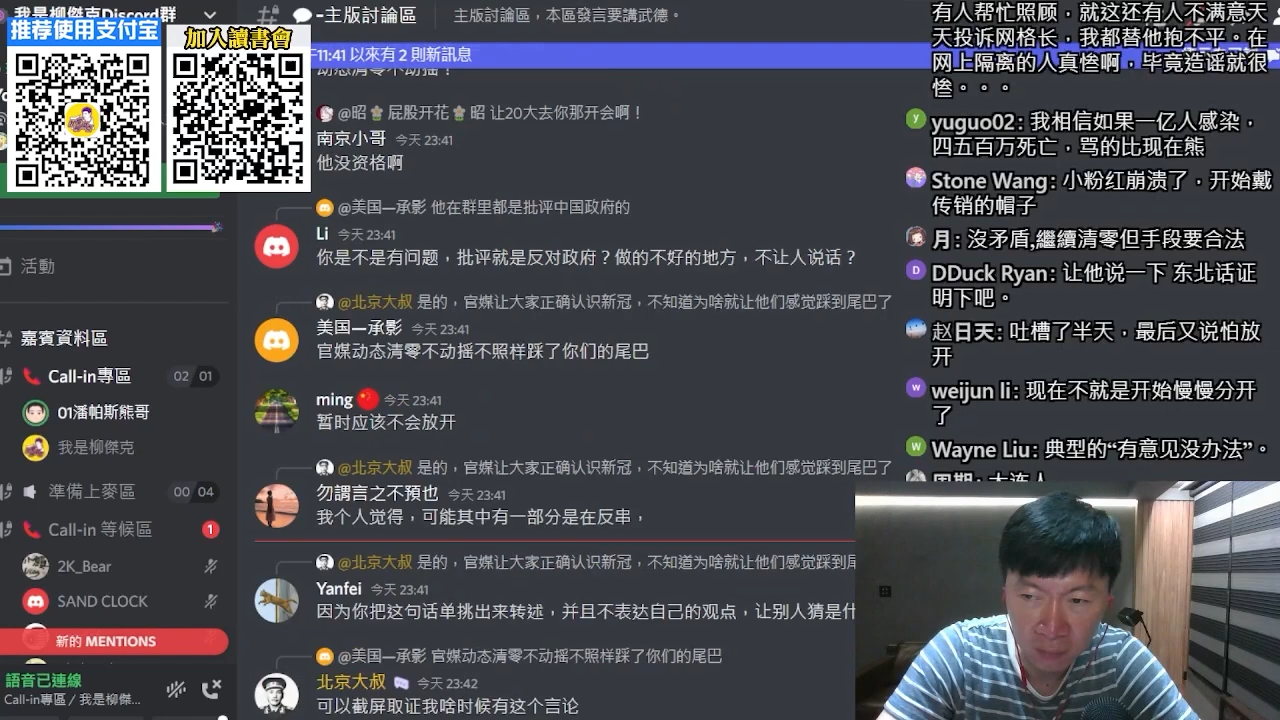 我是柳傑克Discord群
推荐使用支付宝
加入讀書會
活動
嘉賓資料區
Call-in專區 02 01
01潘帕斯熊哥
我是柳傑克
準備上麥區 00 04
Call-in 等候區 1
2K_Bear
SAND CLOCK
新的 MENTIONS
語音已連線
Call-in專區 / 我是柳傑...
-主版討論區 主版討論區，本區發言要講武德。
11:41 以來有 2 則新訊息
动态清零不动摇！
@昭 屁股开花 昭 让20大去你那开会啊！
南京小哥 今天 23:41
他没资格啊
@美国—承影 他在群里都是批评中国政府的
Li 今天 23:41
你是不是有问题，批评就是反对政府？做的不好的地方，不让人说话？
@北京大叔 是的，官媒让大家正确认识新冠，不知道为啥就让他们感觉踩到尾巴了
美国—承影 今天 23:41
官媒动态清零不动摇不照样踩了你们的尾巴
ming 今天 23:41
暂时应该不会放开
@北京大叔 是的，官媒让大家正确认识新冠，不知道为啥就让他们感觉踩到尾巴了
勿謂言之不預也 今天 23:41
我个人觉得，可能其中有一部分是在反串，
@北京大叔 是的，官媒让大家正确认识新冠，不知道为啥就让他们感
Yanfei 今天 23:41
因为你把这句话单挑出来转述，并且不表达自己的观点，让别人猜是什
@美国—承影 官媒动态清零不动摇不照样踩了你们的尾巴
北京大叔 今天 23:42
可以截屏取证我啥时候有这个言论
有人帮忙照顾，就这还有人不满意天
天投诉网格长，我都替他抱不平。在
网上隔离的人真惨啊，毕竟造谣就很
惨。。。
yuguo02: 我相信如果一亿人感染，
四五百万死亡，骂的比现在熊
Stone Wang: 小粉红崩溃了，开始戴
传销的帽子
月: 沒矛盾,繼續清零但手段要合法
DDuck Ryan: 让他说一下 东北话证
明下吧。
赵日天: 吐槽了半天，最后又说怕放
开
weijun li: 现在不就是开始慢慢分开
了
Wayne Liu: 典型的“有意见没办法”。